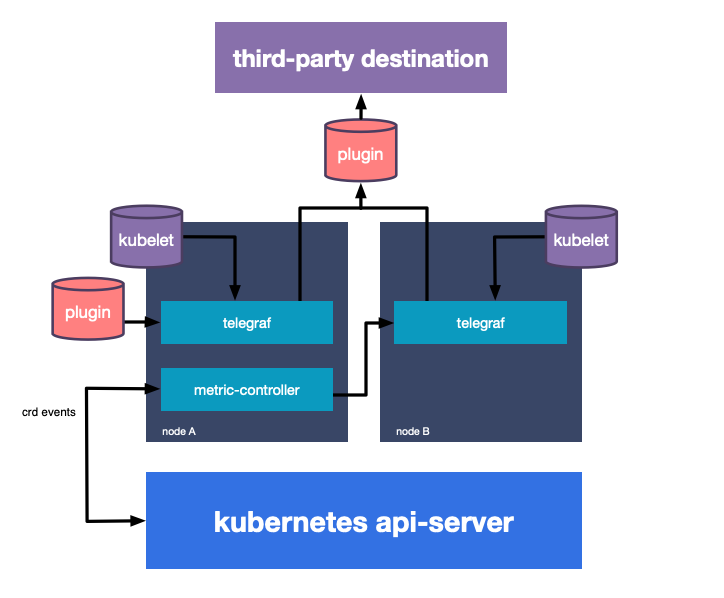 third-party destination
plugin
kubelet
kubelet
plugin
telegraf
telegraf
metric-controller
crd events
node A
node B
kubernetes api-server